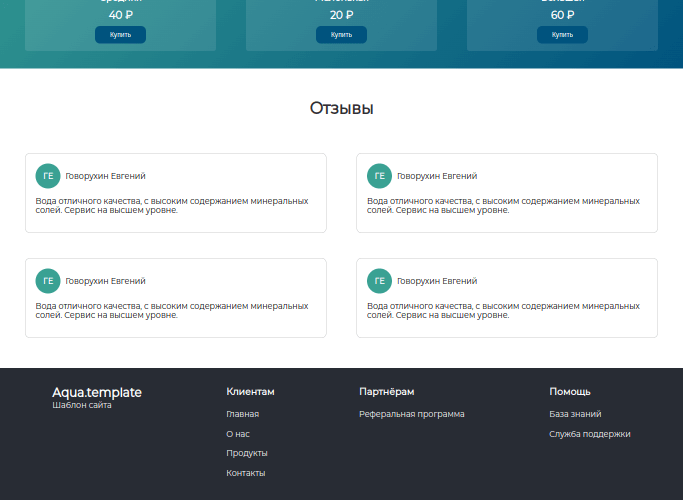 Средняя
Маленькая
Большая
40 ₽
20 ₽
60 ₽
Купить
Купить
Купить
Отзывы
ГЕ Говорухин Евгений
Вода отличного качества, с высоким содержанием минеральных
солей. Сервис на высшем уровне.
ГЕ Говорухин Евгений
Вода отличного качества, с высоким содержанием минеральных
солей. Сервис на высшем уровне.
ГЕ Говорухин Евгений
Вода отличного качества, с высоким содержанием минеральных
солей. Сервис на высшем уровне.
ГЕ Говорухин Евгений
Вода отличного качества, с высоким содержанием минеральных
солей. Сервис на высшем уровне.
Aqua.template
Шаблон сайта
Клиентам
Главная
О нас
Продукты
Контакты
Партнёрам
Реферальная программа
Помощь
База знаний
Служба поддержки